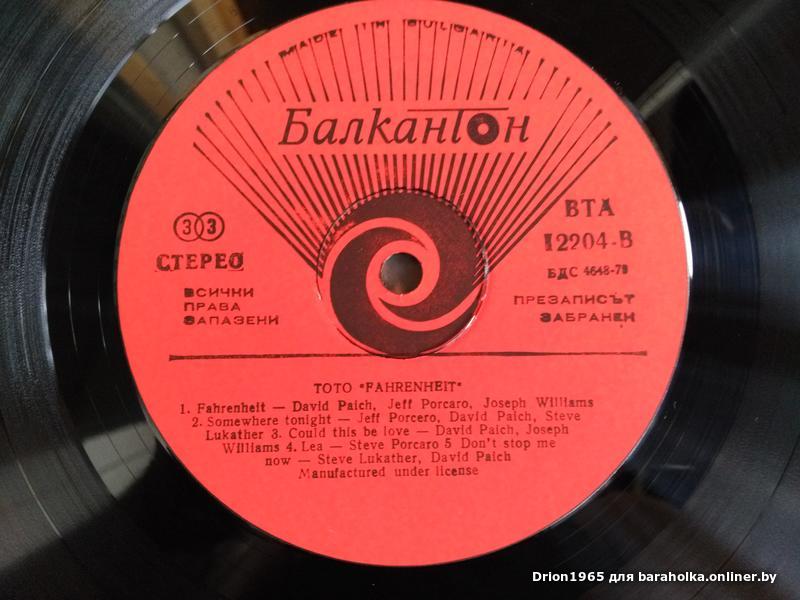 MADE IN BULGARIA
Балкантон
33
СТЕРЕО
ВСИЧКИ
ПРАВА
ЗАПАЗЕНИ
ВТА
12204-В
БДС 4648-78
ПРЕЗАПИСЪТ
ЗАБРАНЕН
TOTO "FAHRENHEIT"
1. Fahrenheit — David Paich, Jeff Porcaro, Joseph Williams
2. Somewhere tonight — Jeff Porcero, David Paich, Steve
Lukather 3. Could this be love — David Paich, Joseph
Williams 4. Lea — Steve Porcaro 5 Don't stop me
now — Steve Lukather, David Paich
Manufactured under license
Drion1965 для baraholka.onliner.by